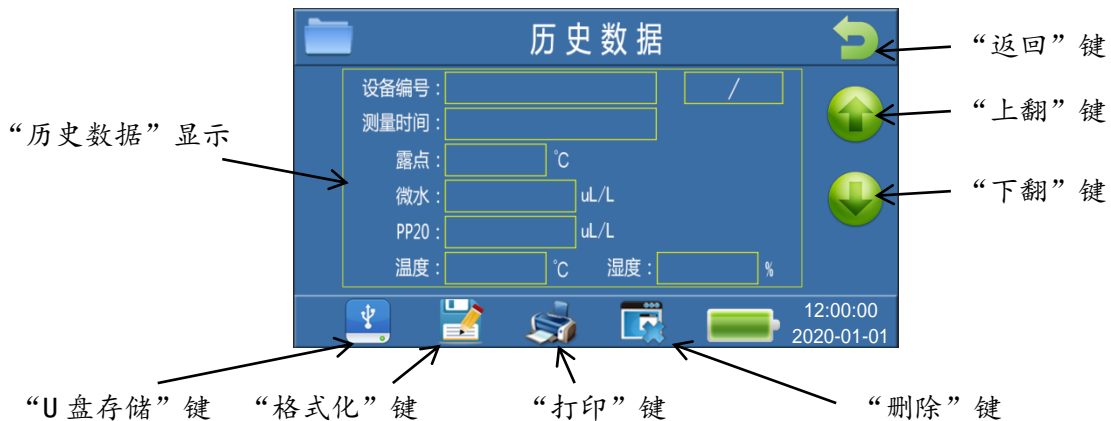 历史数据
“返回”键
设备编号：
/
“上翻”键
测量时间：
“历史数据”显示
露点：
℃
微水：
uL/L
“下翻”键
PP20：
uL/L
温度：
℃
湿度：
%
12:00:00
2020-01-01
“U盘存储”键
“格式化”键
“打印”键
“删除”键